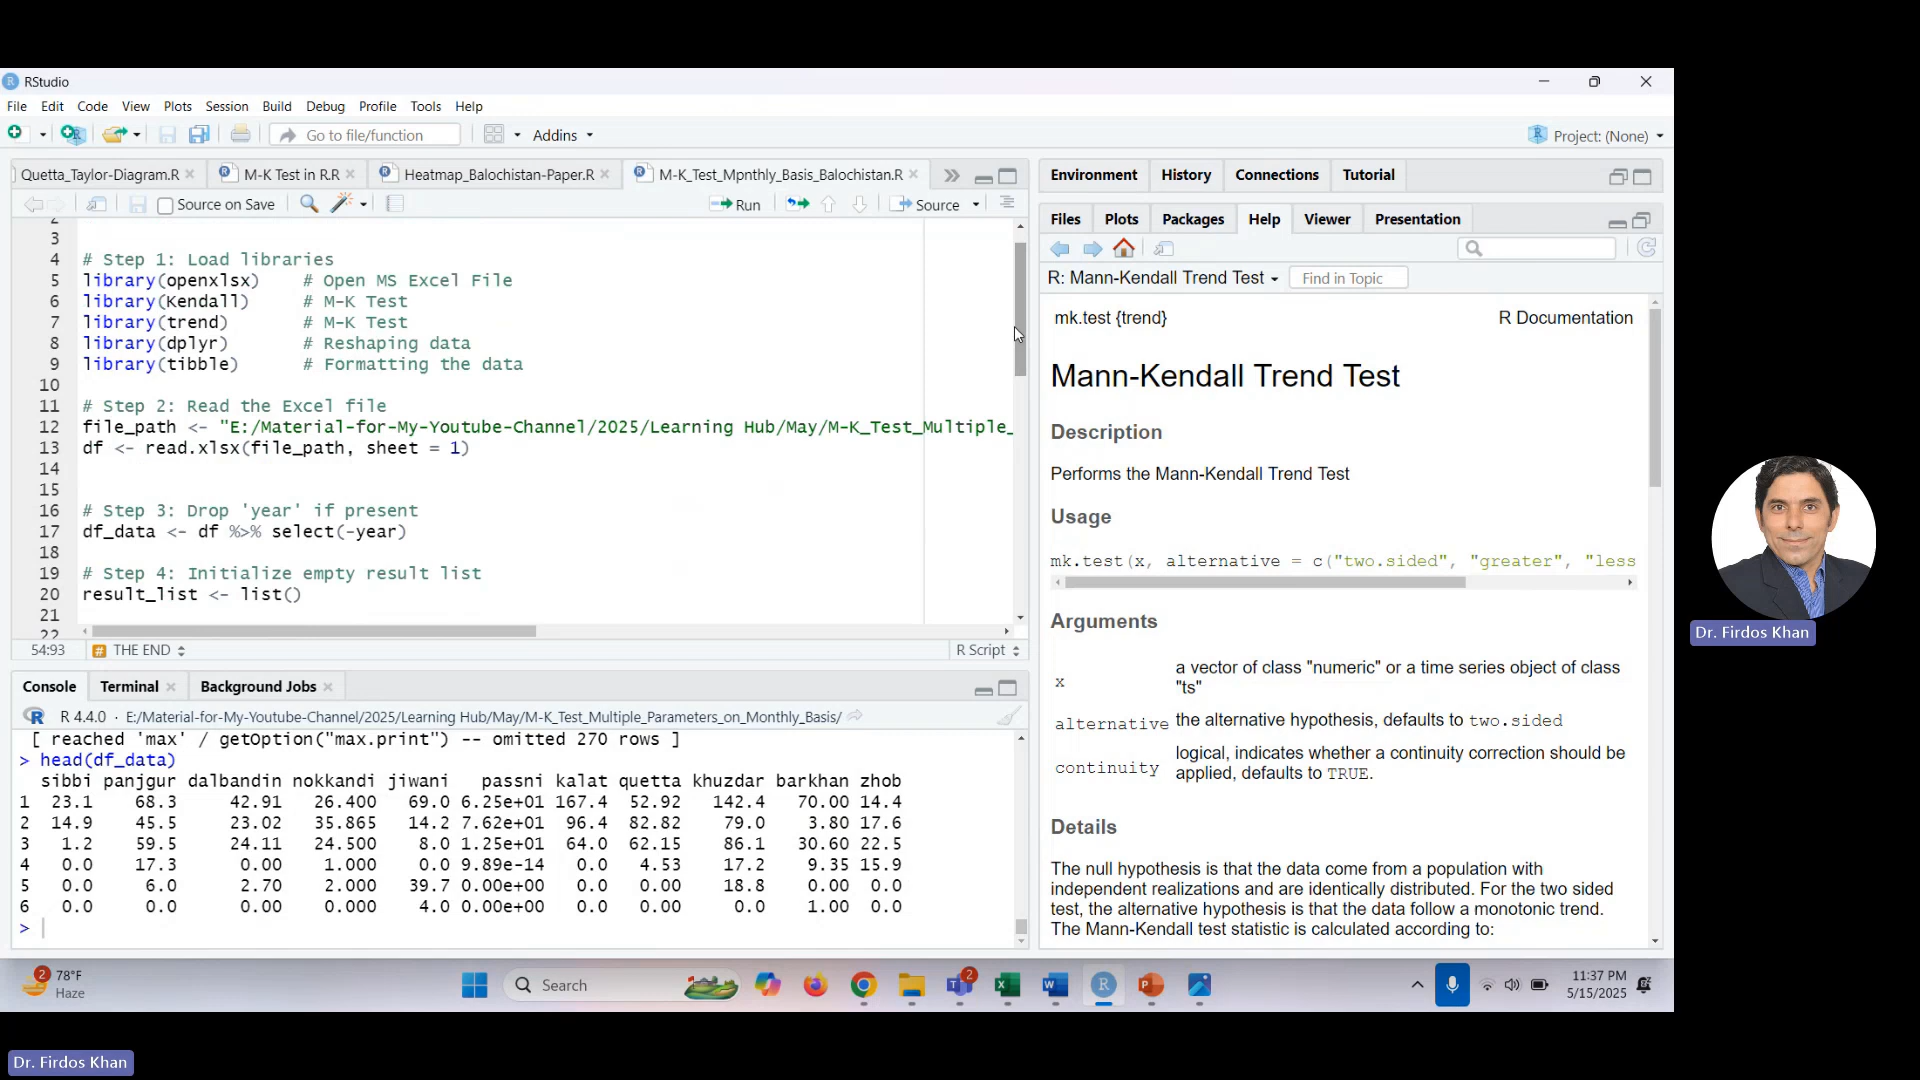 RStudio
File Edit Code View Plots Session Build Debug Profile Tools Help
Go to file/function Addins Project: (None)
Quetta_Taylor-Diagram.R M-K Test in R.R Heatmap_Balochistan-Paper.R M-K_Test_Mpnthly_Basis_Balochistan.R
Source on Save Run Source
3
4 # Step 1: Load libraries
5 library(openxlsx) # Open MS Excel File
6 library(Kendall) # M-K Test
7 library(trend) # M-K Test
8 library(dplyr) # Reshaping data
9 library(tibble) # Formatting the data
10
11 # Step 2: Read the Excel file
12 file_path <- "E:/Material-for-My-Youtube-Channel/2025/Learning Hub/May/M-K_Test_Multiple_
13 df <- read.xlsx(file_path, sheet = 1)
14
15
16 # Step 3: Drop 'year' if present
17 df_data <- df %>% select(-year)
18
19 # Step 4: Initialize empty result list
20 result_list <- list()
21
22
54:93 # THE END R Script
Console Terminal Background Jobs
R 4.4.0 · E:/Material-for-My-Youtube-Channel/2025/Learning Hub/May/M-K_Test_Multiple_Parameters_on_Monthly_Basis/
[ reached 'max' / getOption("max.print") -- omitted 270 rows ]
> head(df_data)
sibbi panjgur dalbandin nokkandi jiwani passni kalat quetta khuzdar barkhan zhob
1 23.1 68.3 42.91 26.400 69.0 6.25e+01 167.4 52.92 142.4 70.00 14.4
2 14.9 45.5 23.02 35.865 14.2 7.62e+01 96.4 82.82 79.0 3.80 17.6
3 1.2 59.5 24.11 24.500 8.0 1.25e+01 64.0 62.15 86.1 30.60 22.5
4 0.0 17.3 0.00 1.000 0.0 9.89e-14 0.0 4.53 17.2 9.35 15.9
5 0.0 6.0 2.70 2.000 39.7 0.00e+00 0.0 0.00 18.8 0.00 0.0
6 0.0 0.0 0.00 0.000 4.0 0.00e+00 0.0 0.00 0.0 1.00 0.0
>
Environment History Connections Tutorial
Files Plots Packages Help Viewer Presentation
R: Mann-Kendall Trend Test Find in Topic
mk.test {trend} R Documentation
Mann-Kendall Trend Test
Description
Performs the Mann-Kendall Trend Test
Usage
mk.test(x, alternative = c("two.sided", "greater", "less
Arguments
x a vector of class "numeric" or a time series object of class
"ts"
alternative the alternative hypothesis, defaults to two.sided
continuity logical, indicates whether a continuity correction should be
applied, defaults to TRUE.
Details
The null hypothesis is that the data come from a population with
independent realizations and are identically distributed. For the two sided
test, the alternative hypothesis is that the data follow a monotonic trend.
The Mann-Kendall test statistic is calculated according to:
2 78°F
Haze
Search
2
11:37 PM
5/15/2025
Dr. Firdos Khan
Dr. Firdos Khan